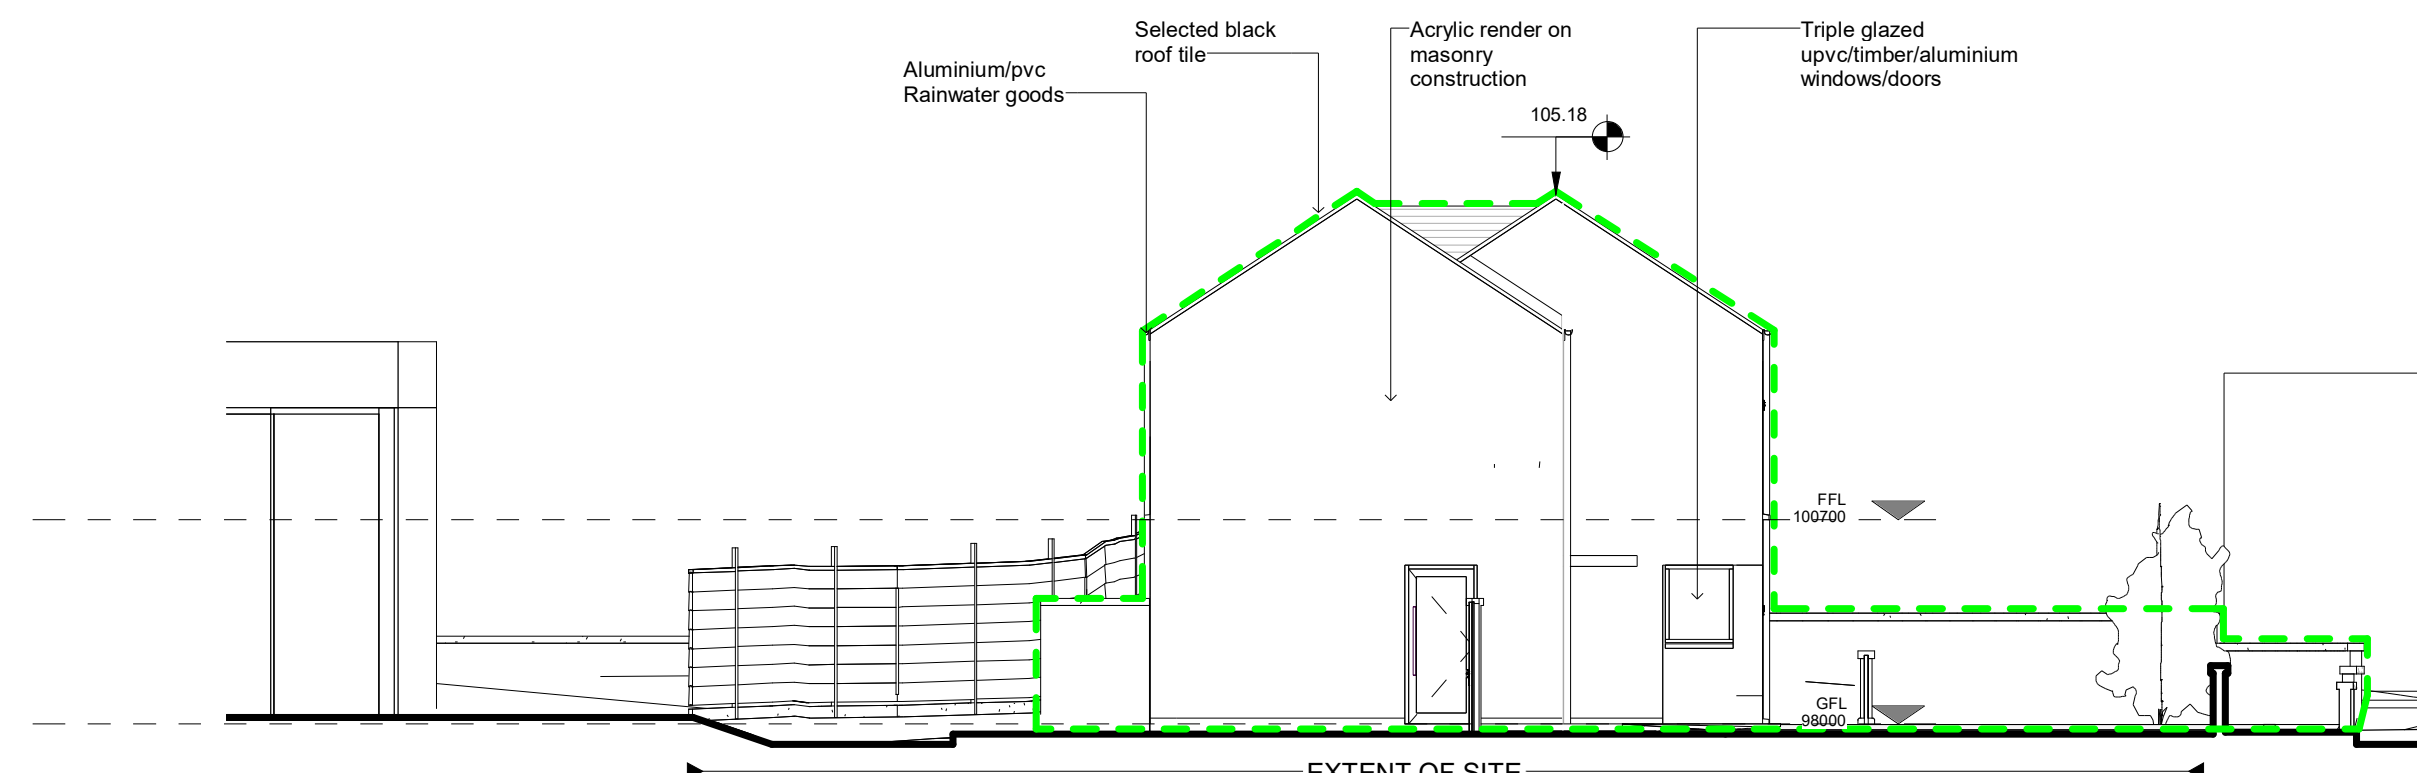 Selected black
roof tile
Acrylic render on
masonry
construction
Triple glazed
upvc/timber/aluminium
windows/doors
Aluminium/pvc
Rainwater goods
105.18
FFL
100700
GFL
98000
EXTENT OF SITE